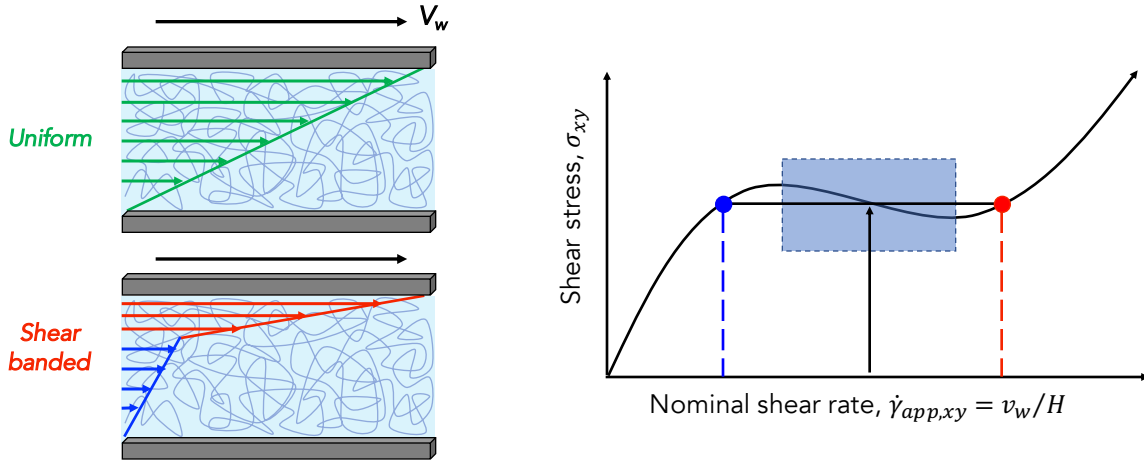 V_w
Uniform
Shear
banded
Shear stress, σ_xy
Nominal shear rate, γ̇_app,xy = v_w/H